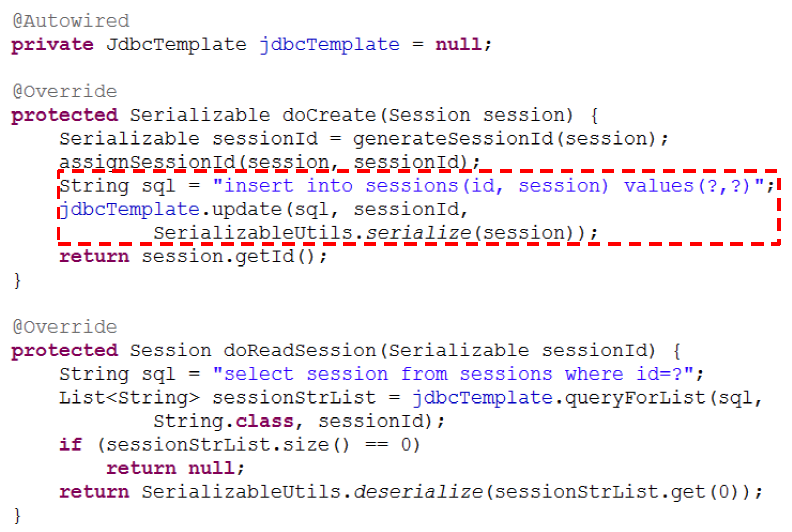 @Autowired
private JdbcTemplate jdbcTemplate = null;
@Override
protected Serializable doCreate(Session session) {
    Serializable sessionId = generateSessionId(session);
    assignSessionId(session, sessionId);
    String sql = "insert into sessions(id, session) values(?,?)";
    jdbcTemplate.update(sql, sessionId,
            SerializableUtils.serialize(session));
    return session.getId();
}
@Override
protected Session doReadSession(Serializable sessionId) {
    String sql = "select session from sessions where id=?";
    List<String> sessionStrList = jdbcTemplate.queryForList(sql,
            String.class, sessionId);
    if (sessionStrList.size() == 0)
        return null;
    return SerializableUtils.deserialize(sessionStrList.get(0));
}